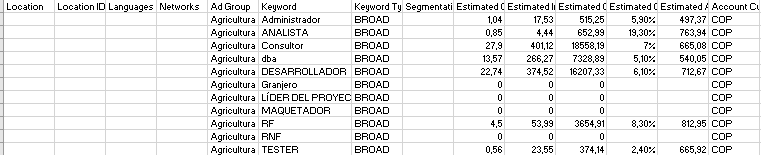 Location Location ID Languages Networks Ad Group Keyword Keyword Ty Segmentati Estimated C Estimated Im Estimated C Estimated C Estimated A Account Cu
Agricultura Administrador BROAD 1,04 17,53 515,25 5,90% 497,37 COP
Agricultura ANALISTA BROAD 0,85 4,44 652,99 19,30% 763,94 COP
Agricultura Consultor BROAD 27,9 401,12 18558,19 7% 665,08 COP
Agricultura dba BROAD 13,57 266,27 7328,89 5,10% 540,05 COP
Agricultura DESARROLLADOR BROAD 22,74 374,52 16207,33 6,10% 712,67 COP
Agricultura Granjero BROAD 0 0 0 COP
Agricultura LÍDER DEL PROYEC BROAD 0 0 0 COP
Agricultura MAQUETADOR BROAD 0 0 0 COP
Agricultura RF BROAD 4,5 53,99 3654,91 8,30% 812,95 COP
Agricultura RNF BROAD 0 0 0 COP
Agricultura TESTER BROAD 0,56 23,55 374,14 2,40% 665,92 COP